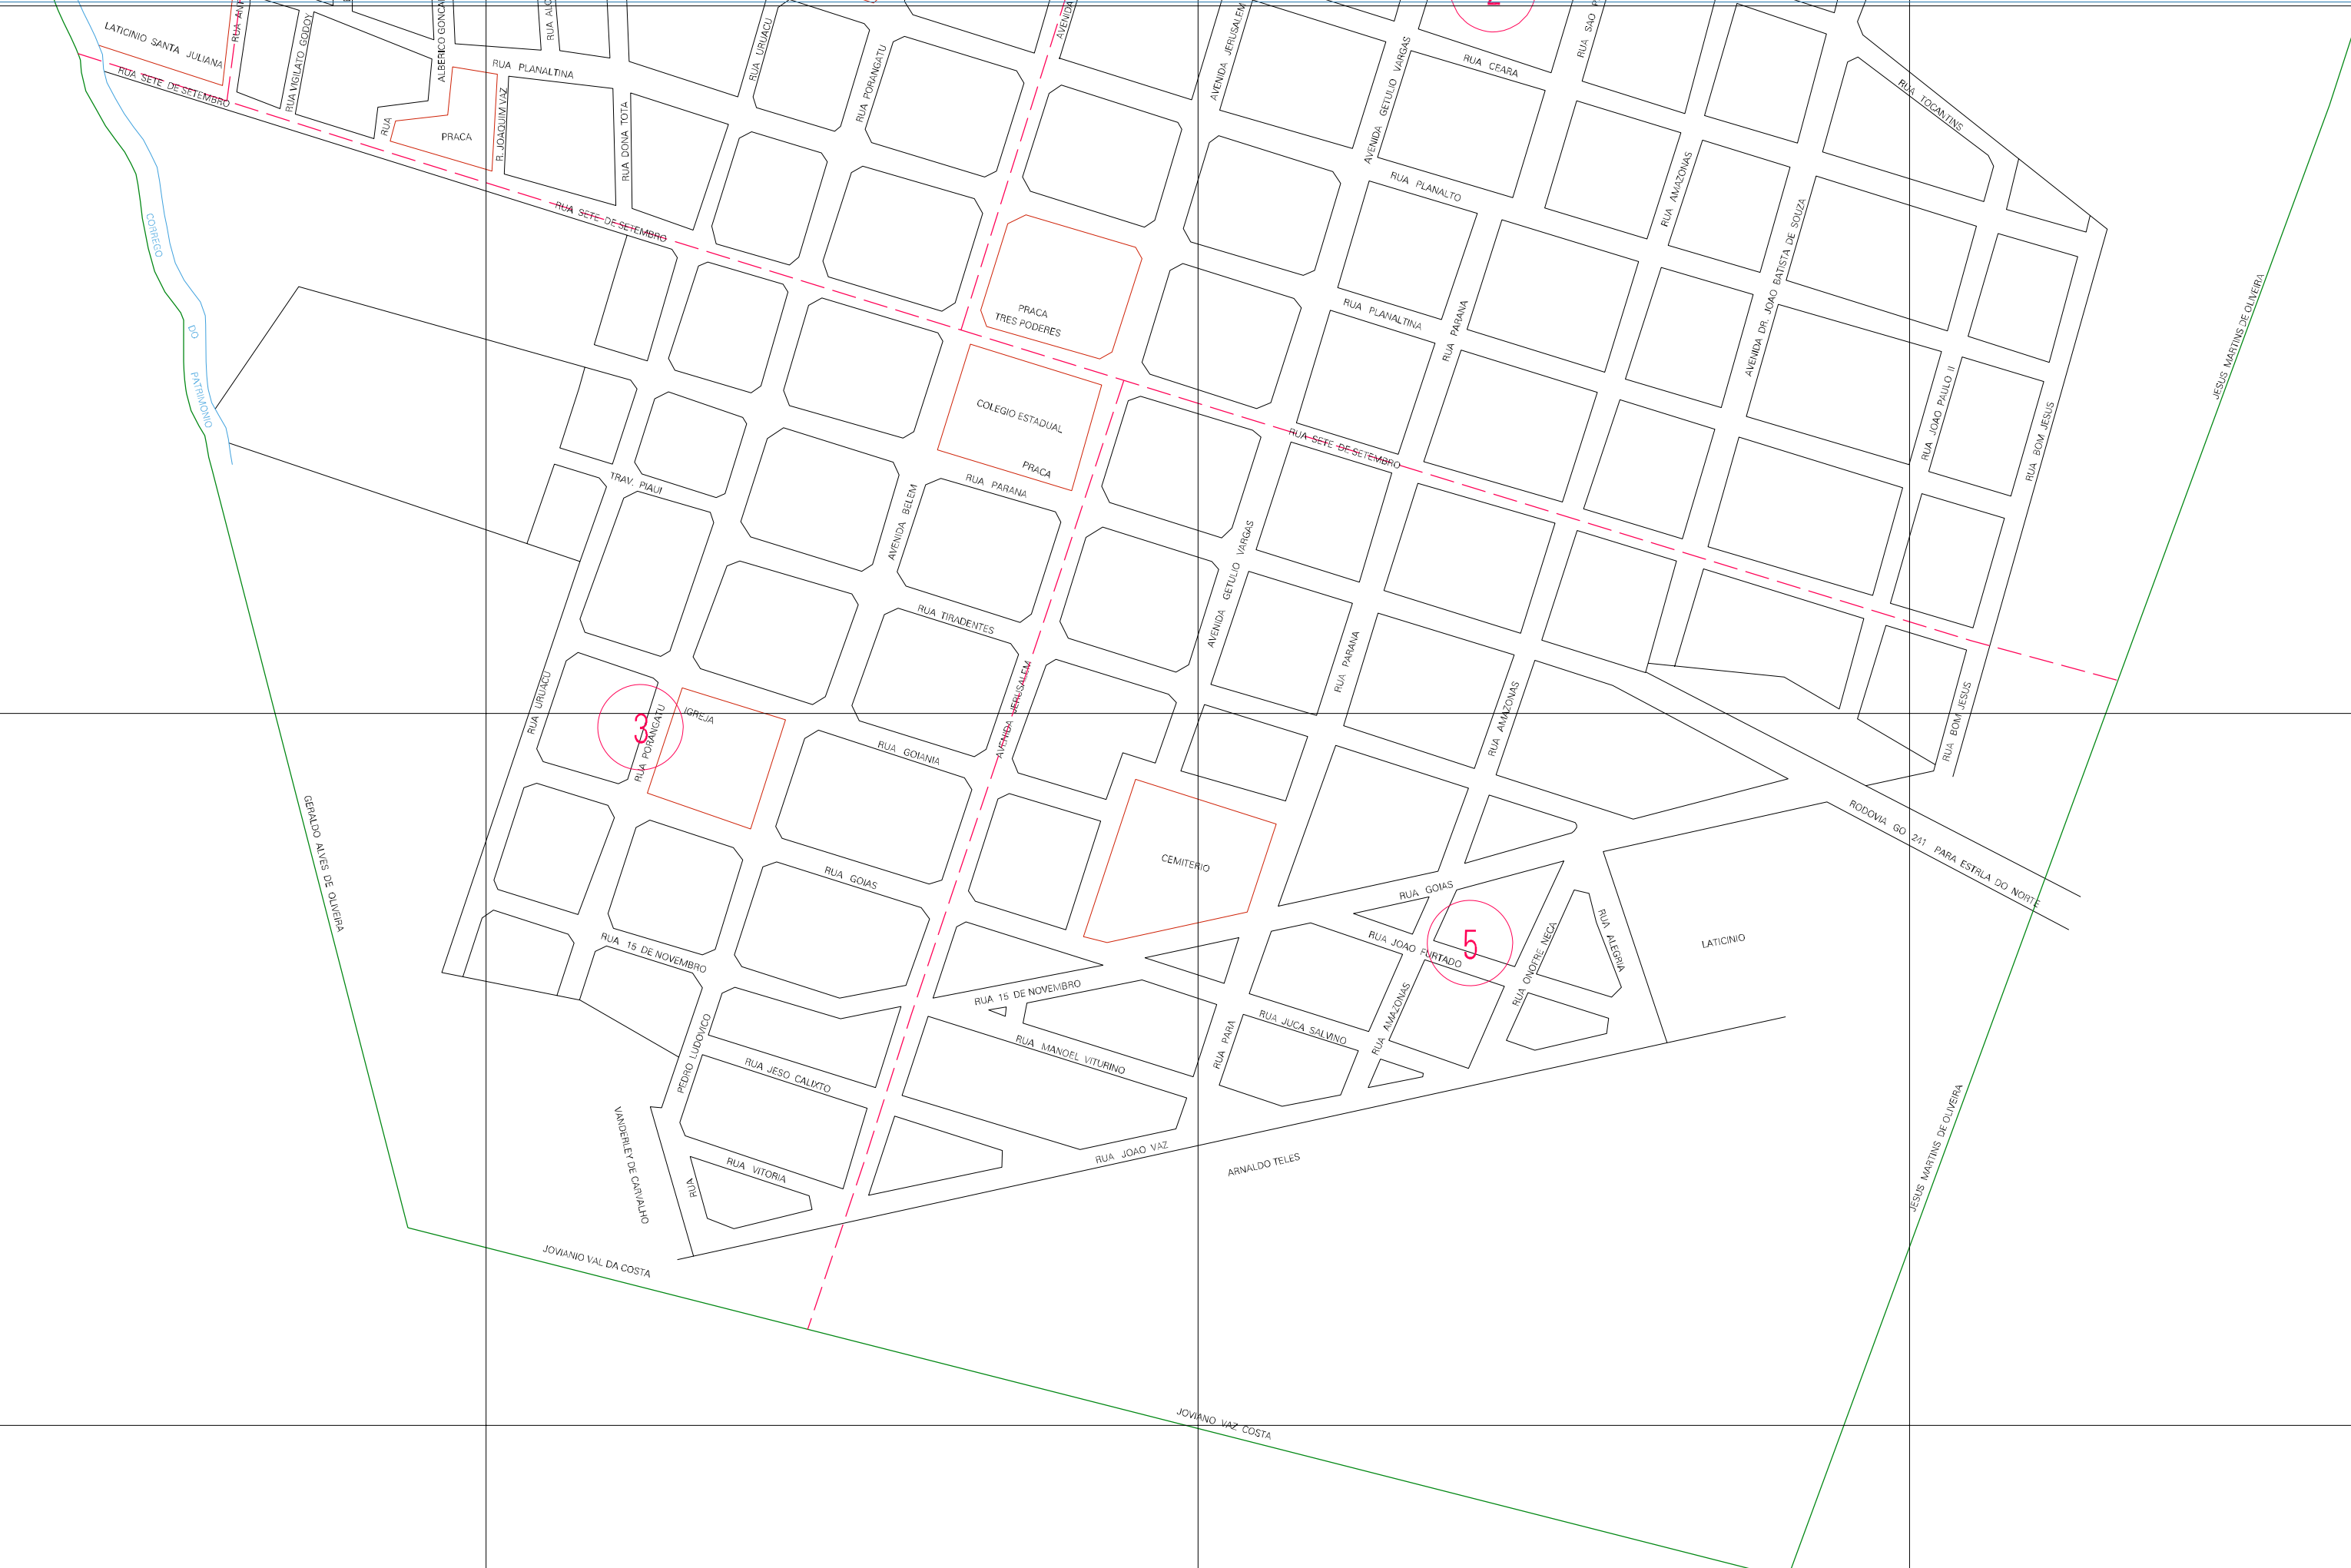 LATICINIO SANTA JULIANA
RUA VIGILATO GODOY
RUA SETE DE SETEMBRO
RUA
PRACA
RUA PLANALTINA
R. JOAQUIM VAZ
RUA DONA TOTA
RUA URUACU
RUA PORANGATU
AVENIDA
AVENIDA JERUSALEM
AVENIDA GETULIO VARGAS
RUA CEARA
RUA TOCANTINS
RUA PLANALTO
RUA AMAZONAS
AVENIDA DR. JOAO BATISTA DE SOUZA
CORREGO
DO
PATRIMONIO
RUA SETE DE SETEMBRO
PRACA
TRES PODERES
RUA PLANALTINA
RUA PARANA
JESUS MARTINS DE OLIVEIRA
COLEGIO ESTADUAL
PRACA
RUA SETE DE SETEMBRO
RUA JOAO PAULO II
RUA BOM JESUS
TRAV. PIAUI
RUA PARANA
AVENIDA BELEM
AVENIDA GETULIO VARGAS
RUA TIRADENTES
RUA PARANA
RUA URUACU
3
RUA PORANGATU
IGREJA
AVENIDA JERUSALEM
RUA AMAZONAS
RUA BOM JESUS
RUA GOIANIA
RODOVIA GO 241 PARA ESTRLA DO NORTE
GERALDO ALVES DE OLIVEIRA
CEMITERIO
RUA GOIAS
RUA GOIAS
5
RUA JOAO FURTADO
RUA ONOFRE NECA
RUA ALEGRIA
LATICINIO
RUA 15 DE NOVEMBRO
RUA 15 DE NOVEMBRO
RUA AMAZONAS
RUA JUCA SALVINO
RUA PARA
RUA MANOEL VITURINO
PEDRO LUDOVICO
RUA JESO CALIXTO
RUA JOAO VAZ
ARNALDO TELES
JESUS MARTINS DE OLIVEIRA
VANDERLEY DE CARVALHO
RUA
RUA VITORIA
JOVIANIO VAL DA COSTA
JOVIANO VAZ COSTA